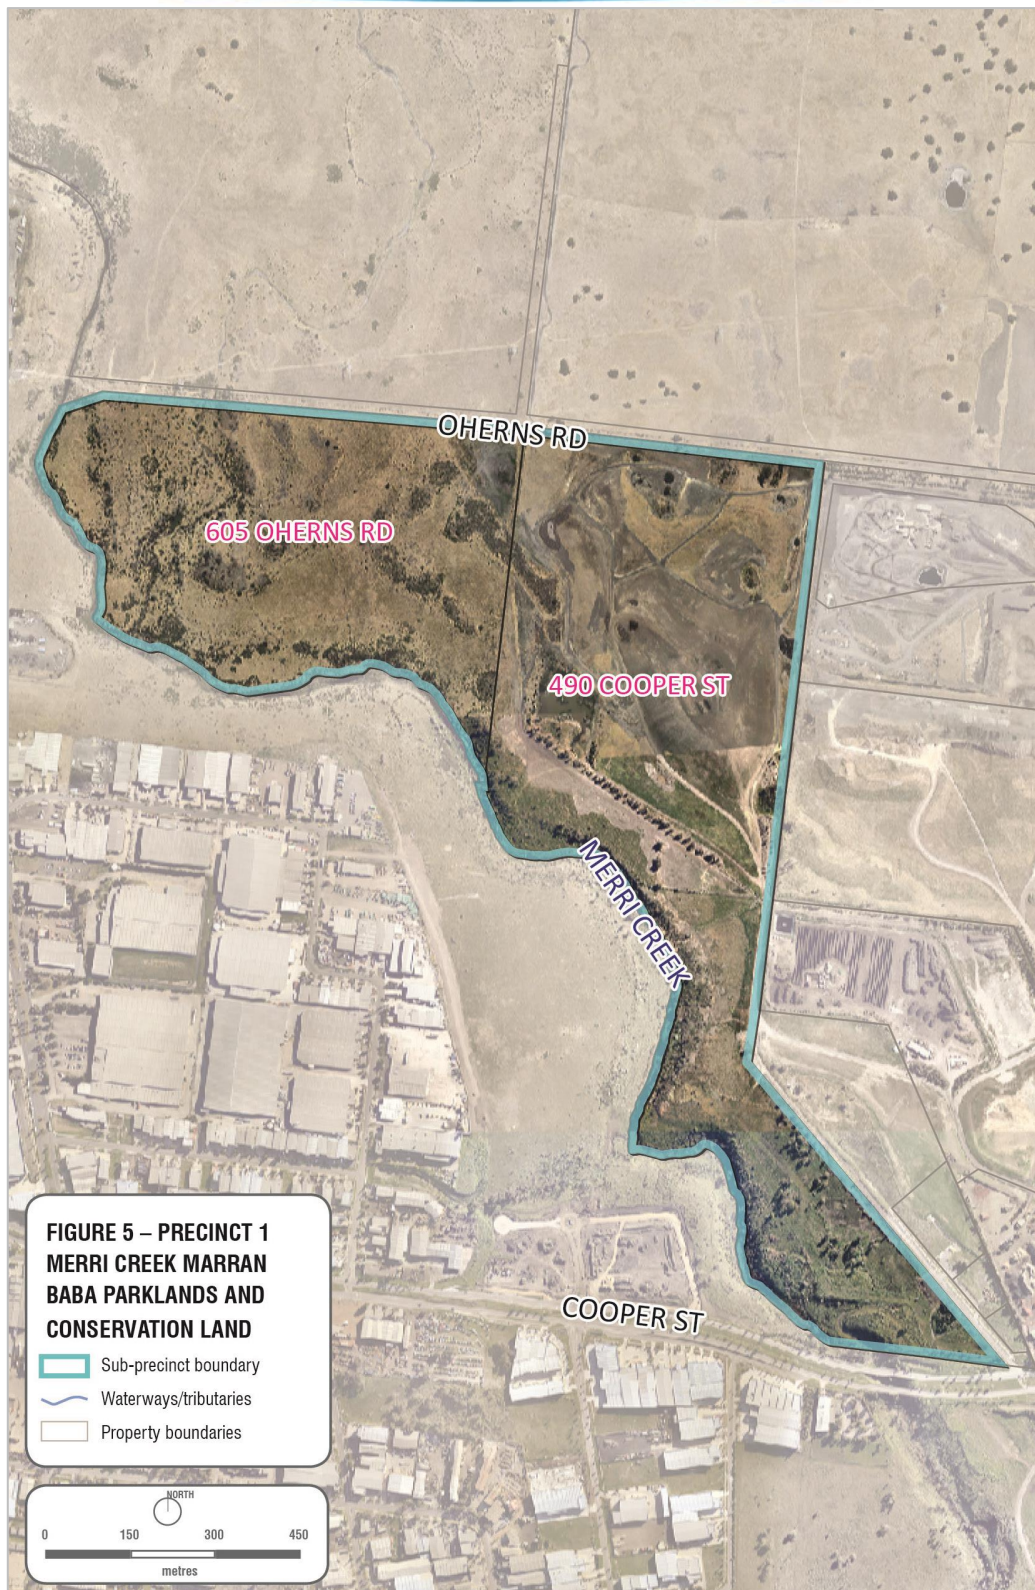 OHERNS RD
605 OHERNS RD
490 COOPER ST
MERRI CREEK
COOPER ST
FIGURE 5 – PRECINCT 1
MERRI CREEK MARRAN
BABA PARKLANDS AND
CONSERVATION LAND
Sub-precinct boundary
Waterways/tributaries
Property boundaries
NORTH
0 150 300 450
metres